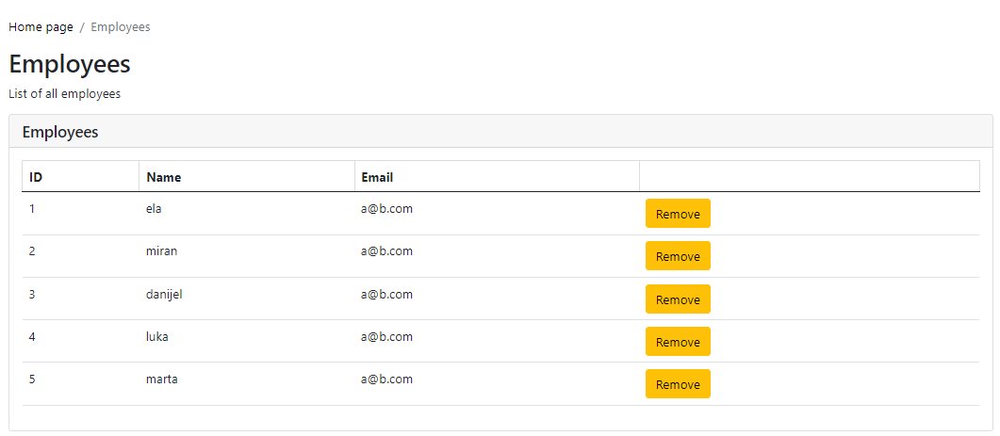 Home page / Employees
Employees
List of all employees
Employees
ID Name Email
1 ela a@b.com Remove
2 miran a@b.com Remove
3 danijel a@b.com Remove
4 luka a@b.com Remove
5 marta a@b.com Remove